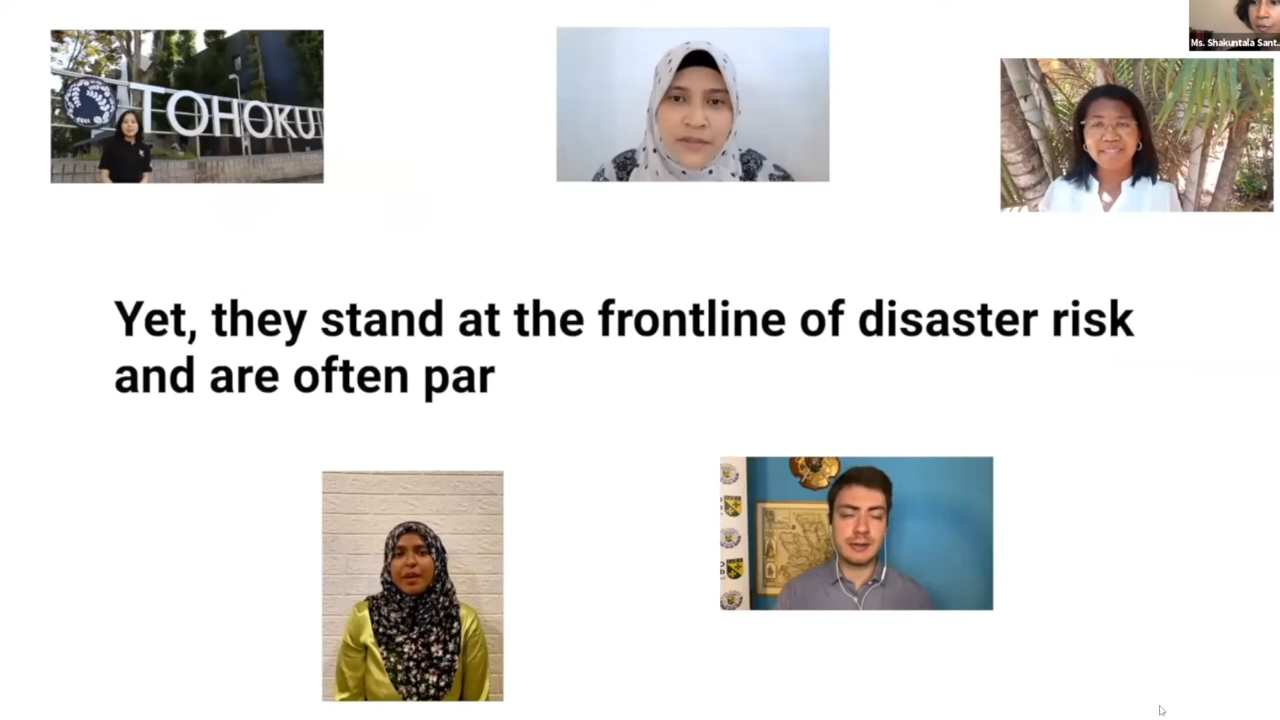 Ms. Shakuntala Sant...
TOHOKU
Yet, they stand at the frontline of disaster risk
and are often par